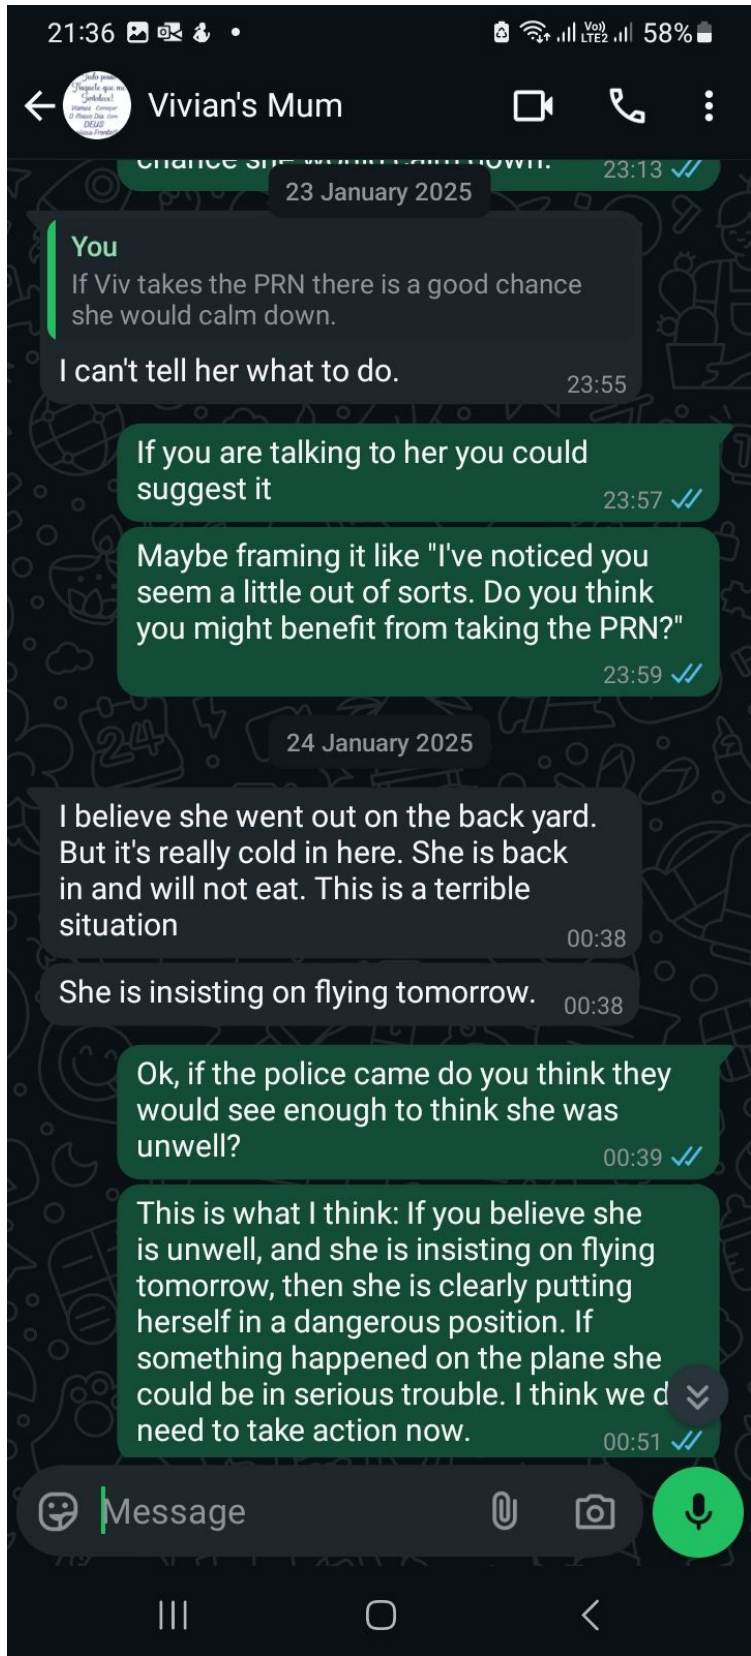 21:36
VoLTE2
58%
Vivian's Mum
chance she would calm down.
23:13
23 January 2025
You
If Viv takes the PRN there is a good chance
she would calm down.
I can't tell her what to do.
23:55
If you are talking to her you could
suggest it
23:57
Maybe framing it like "I've noticed you
seem a little out of sorts. Do you think
you might benefit from taking the PRN?"
23:59
24 January 2025
I believe she went out on the back yard.
But it's really cold in here. She is back
in and will not eat. This is a terrible
situation
00:38
She is insisting on flying tomorrow.
00:38
Ok, if the police came do you think they
would see enough to think she was
unwell?
00:39
This is what I think: If you believe she
is unwell, and she is insisting on flying
tomorrow, then she is clearly putting
herself in a dangerous position. If
something happened on the plane she
could be in serious trouble. I think we d
need to take action now.
00:51
Message